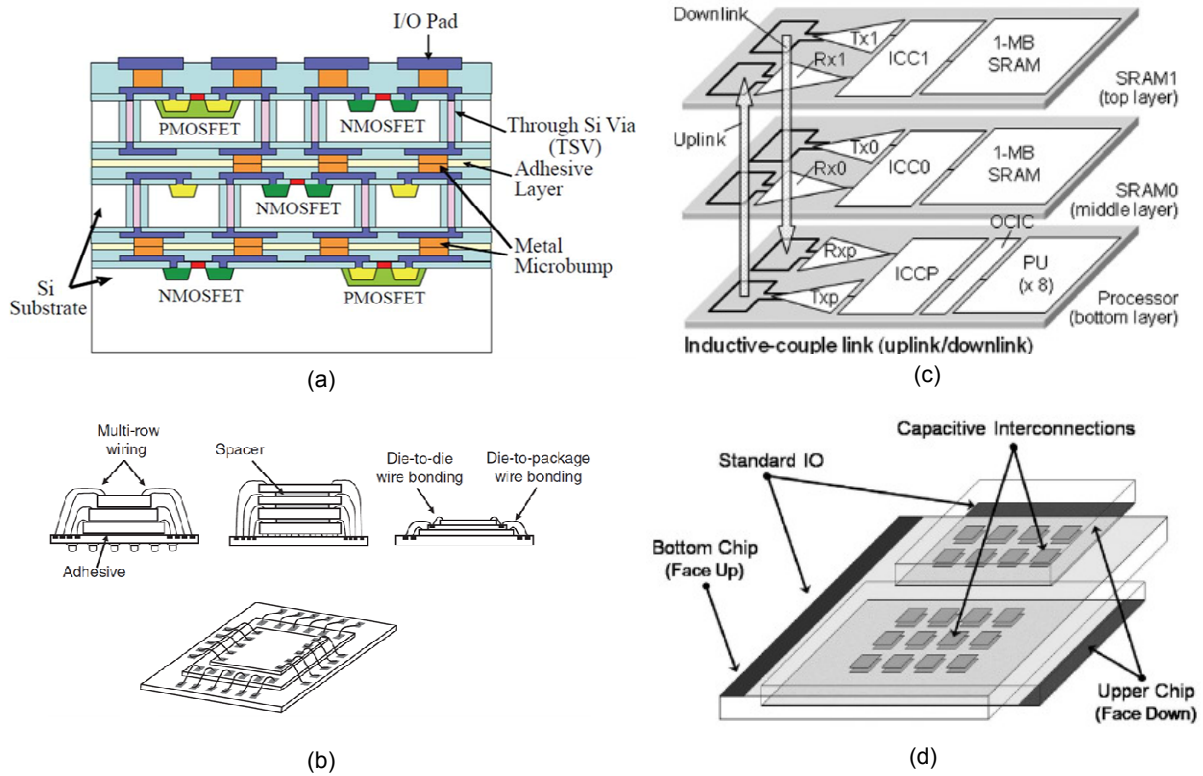 I/O Pad
PMOSFET
NMOSFET
Through Si Via
(TSV)
Adhesive
Layer
NMOSFET
Metal
Microbump
Si
Substrate
NMOSFET
PMOSFET
(a)
Downlink
Tx1
Rx1
ICC1
1-MB
SRAM
SRAM1
(top layer)
Uplink
Tx0
Rx0
ICC0
1-MB
SRAM
SRAM0
(middle layer)
OCIC
Rxp
Txp
ICCP
PU
(x 8)
Processor
(bottom layer)
Inductive-couple link (uplink/downlink)
(c)
Multi-row
wiring
Spacer
Die-to-die
wire bonding
Die-to-package
wire bonding
Adhesive
(b)
Capacitive Interconnections
Standard IO
Bottom Chip
(Face Up)
Upper Chip
(Face Down)
(d)